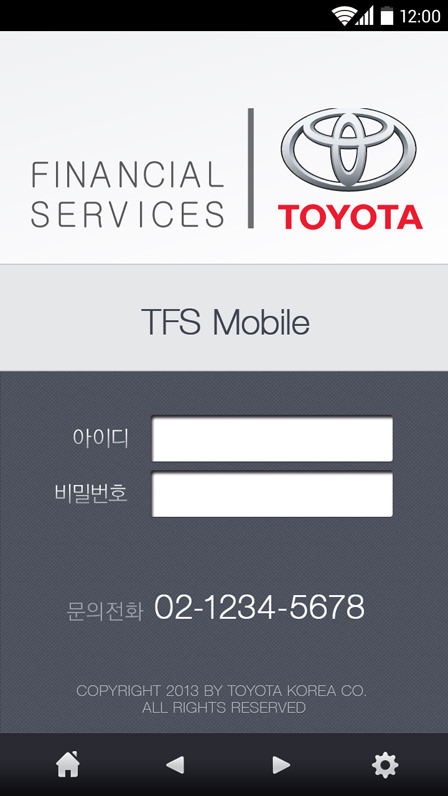 12:00
FINANCIAL
SERVICES
TOYOTA
TFS Mobile
아이디
비밀번호
문의전화 02-1234-5678
COPYRIGHT 2013 BY TOYOTA KOREA CO.
ALL RIGHTS RESERVED